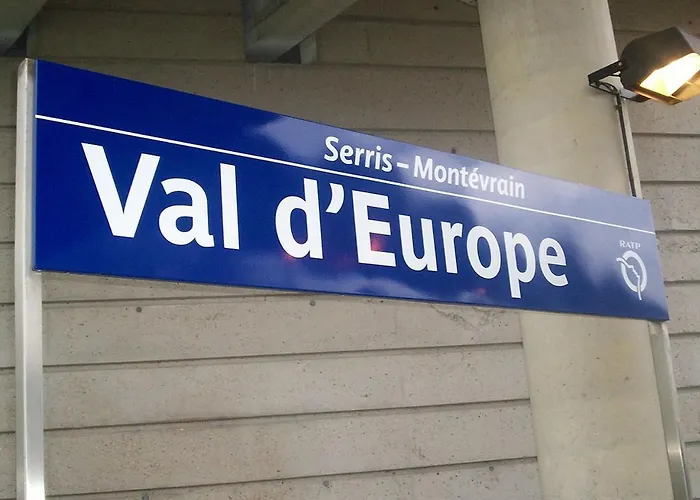 Serris – Montévrain
Val d'Europe
RATP